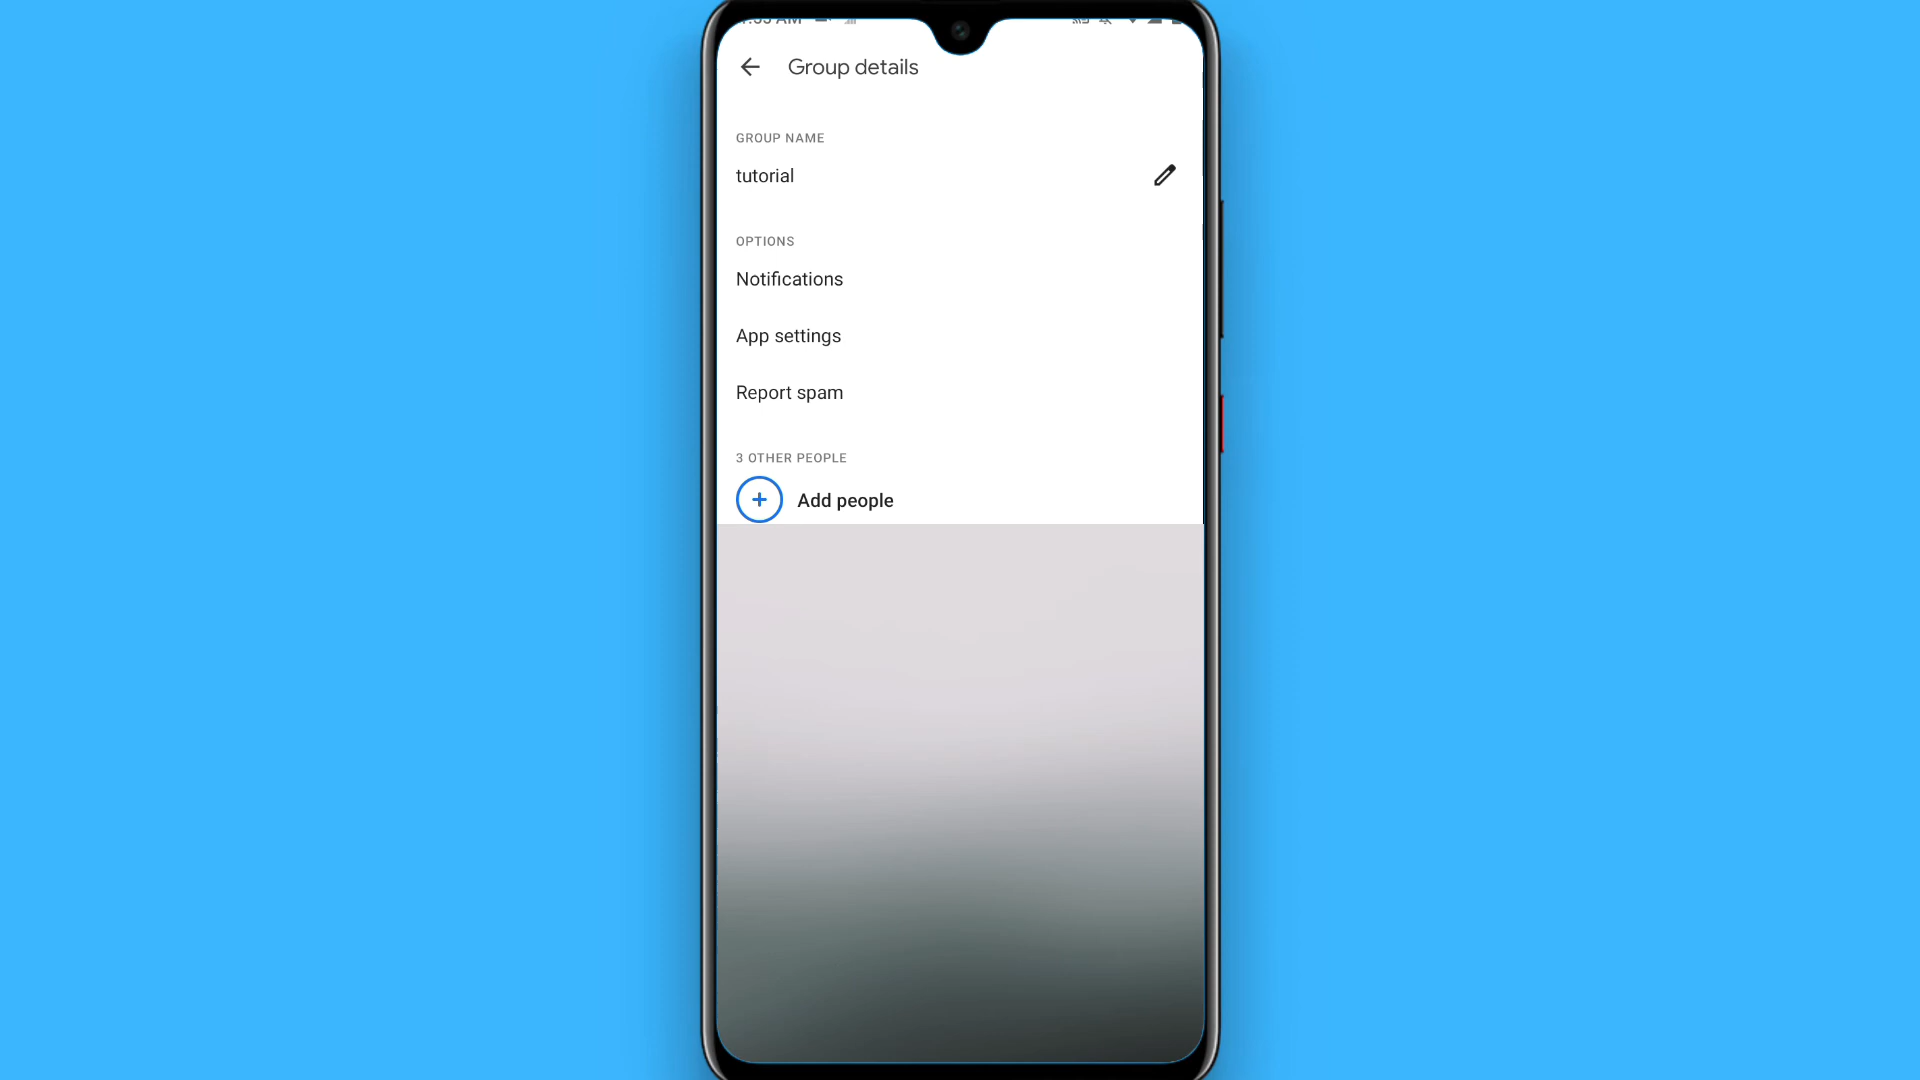 Group details
GROUP NAME
tutorial
OPTIONS
Notifications
App settings
Report spam
3 OTHER PEOPLE
Add people